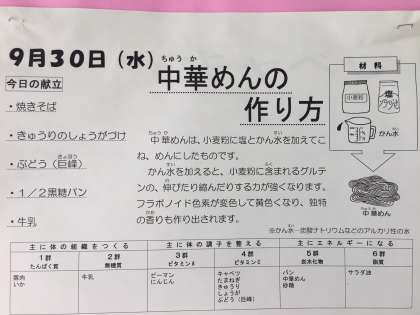 9月30日（水）
今日の献立
・焼きそば
・きゅうりのしょうがづけ
・ぶどう（巨峰）
きょほう
・1／2黒糖パン
・牛乳
ちゅうか
中華めんの
作り方
ちゅうか
中華めんは、小麦粉に塩とかん水を加えてこ
ね、めんにしたものです。
かん水を加えると、小麦粉に含まれるグルテ
ンの、伸びたり縮んだりする力が強くなります。
フラボノイド色素が変色して黄色くなり、独特
の香りも作り出されます。
材料
小麦粉
塩
かん水
中華めん
※かん水…炭酸ナトリウムなどのアルカリ性の水
主に体の組織をつくる
主に体の調子を整える
主にエネルギーになる
1群 たんぱく質
2群 無機質
3群 ビタミンA
4群 ビタミンC
5群 炭水化物
6群 脂質
豚肉
いか
牛乳
ピーマン
にんじん
キャベツ
たまねぎ
きゅうり
しょうが
ぶどう（巨峰）
パン
中華めん
砂糖
サラダ油